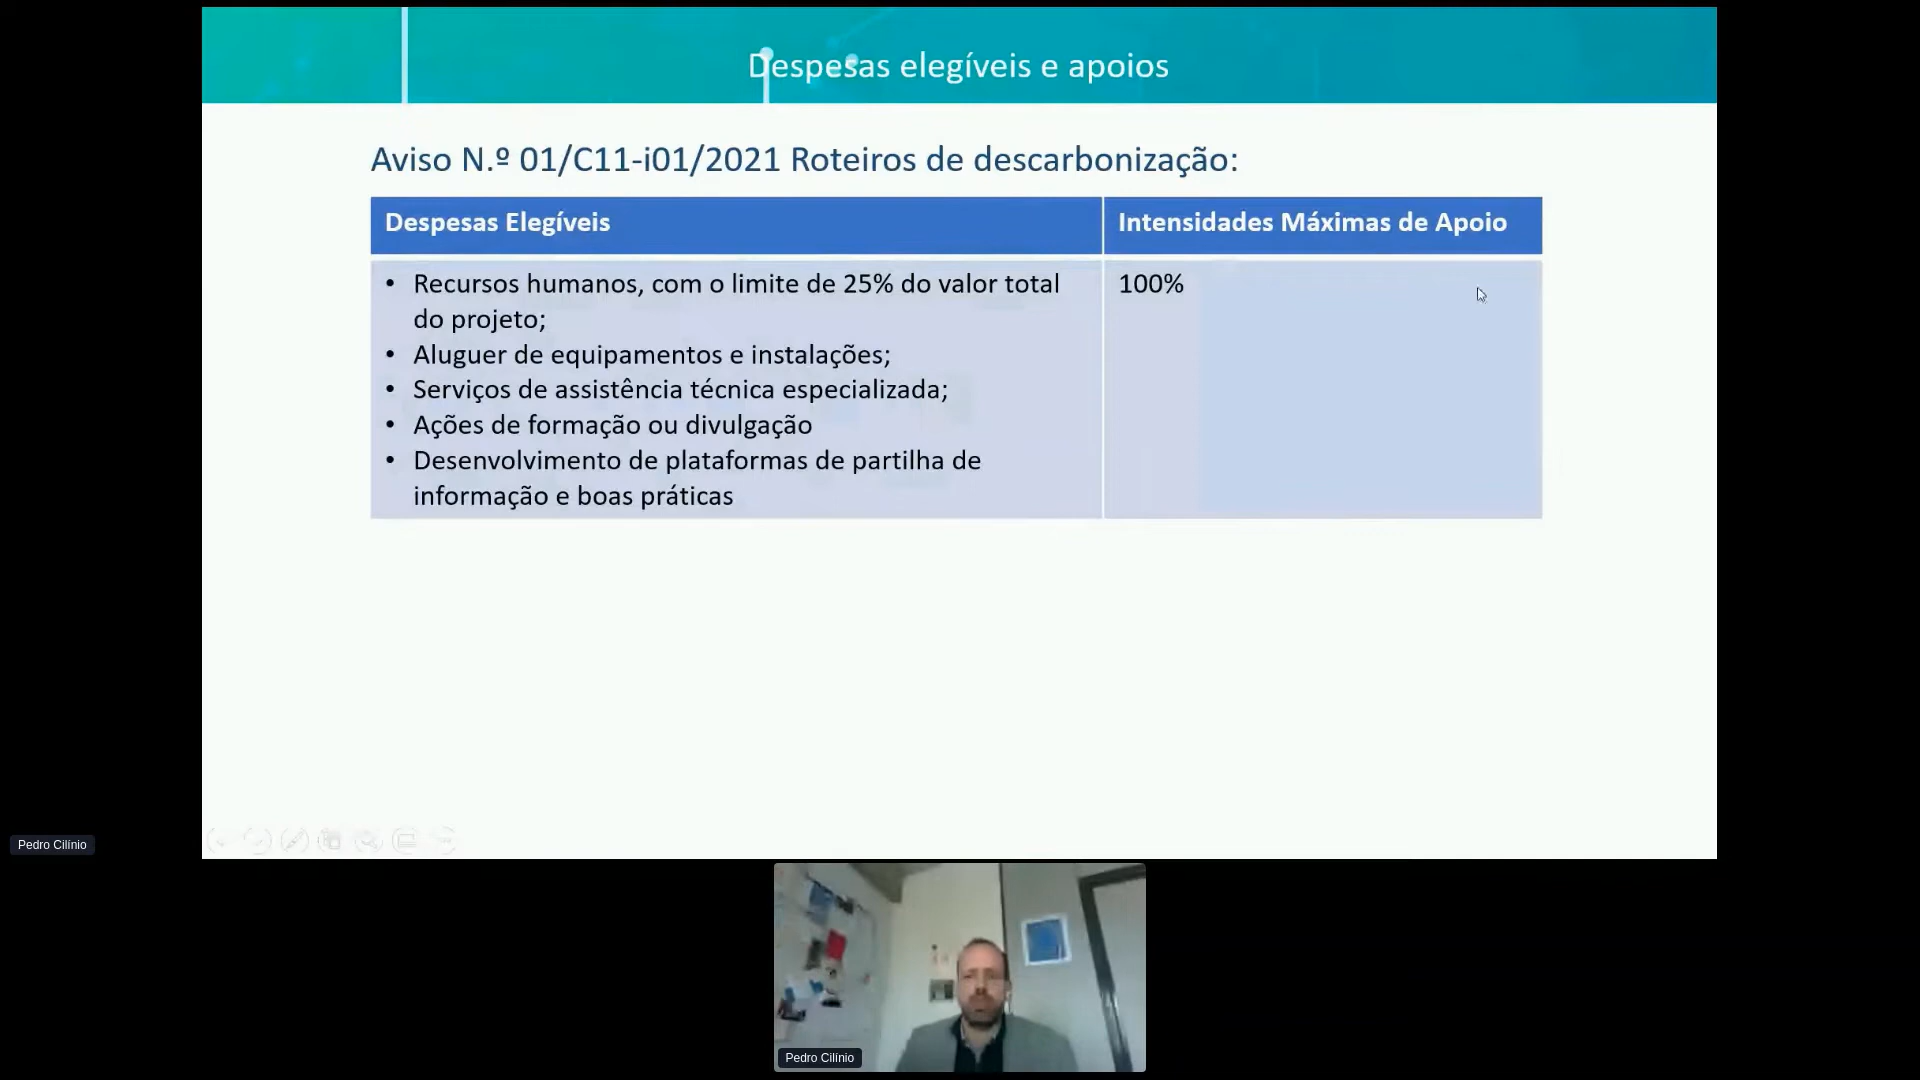 Despesas elegíveis e apoios
Aviso N.º 01/C11-i01/2021 Roteiros de descarbonização:
Despesas Elegíveis
Intensidades Máximas de Apoio
• Recursos humanos, com o limite de 25% do valor total
do projeto;
• Aluguer de equipamentos e instalações;
• Serviços de assistência técnica especializada;
• Ações de formação ou divulgação
• Desenvolvimento de plataformas de partilha de
informação e boas práticas
100%
Pedro Cilínio
Pedro Cilínio